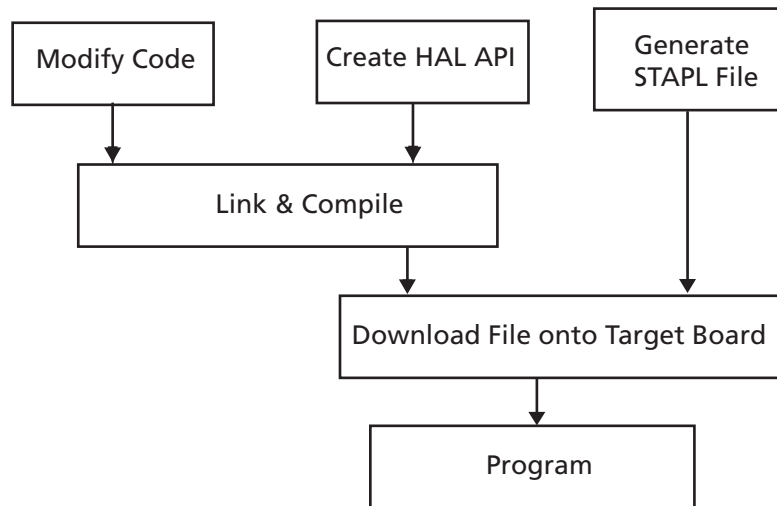 Modify Code
Create HAL API
Generate
STAPL File
Link & Compile
Download File onto Target Board
Program